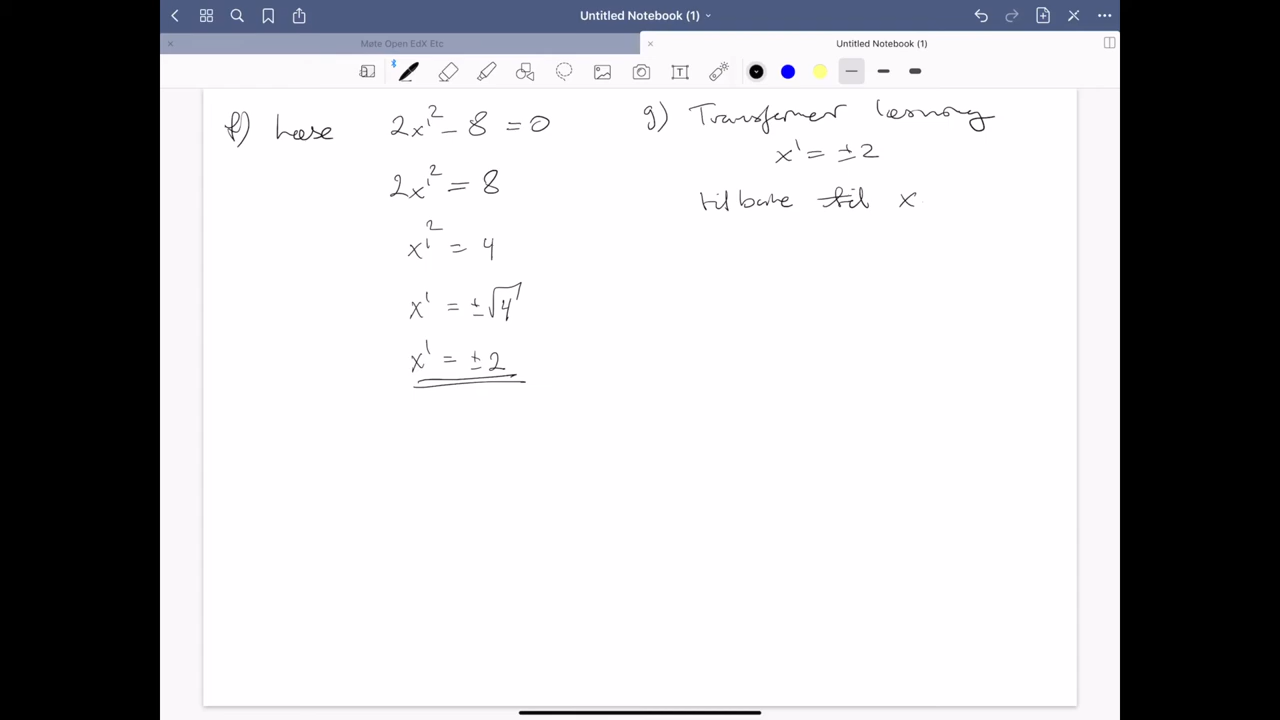 Untitled Notebook (1)
Møte Open EdX Etc
Untitled Notebook (1)
f) Løse 2x'² - 8 = 0
2x'² = 8
x'² = 4
x' = ±√4
x' = ±2
g) Transformer løsning
x' = ±2
tilbake til x